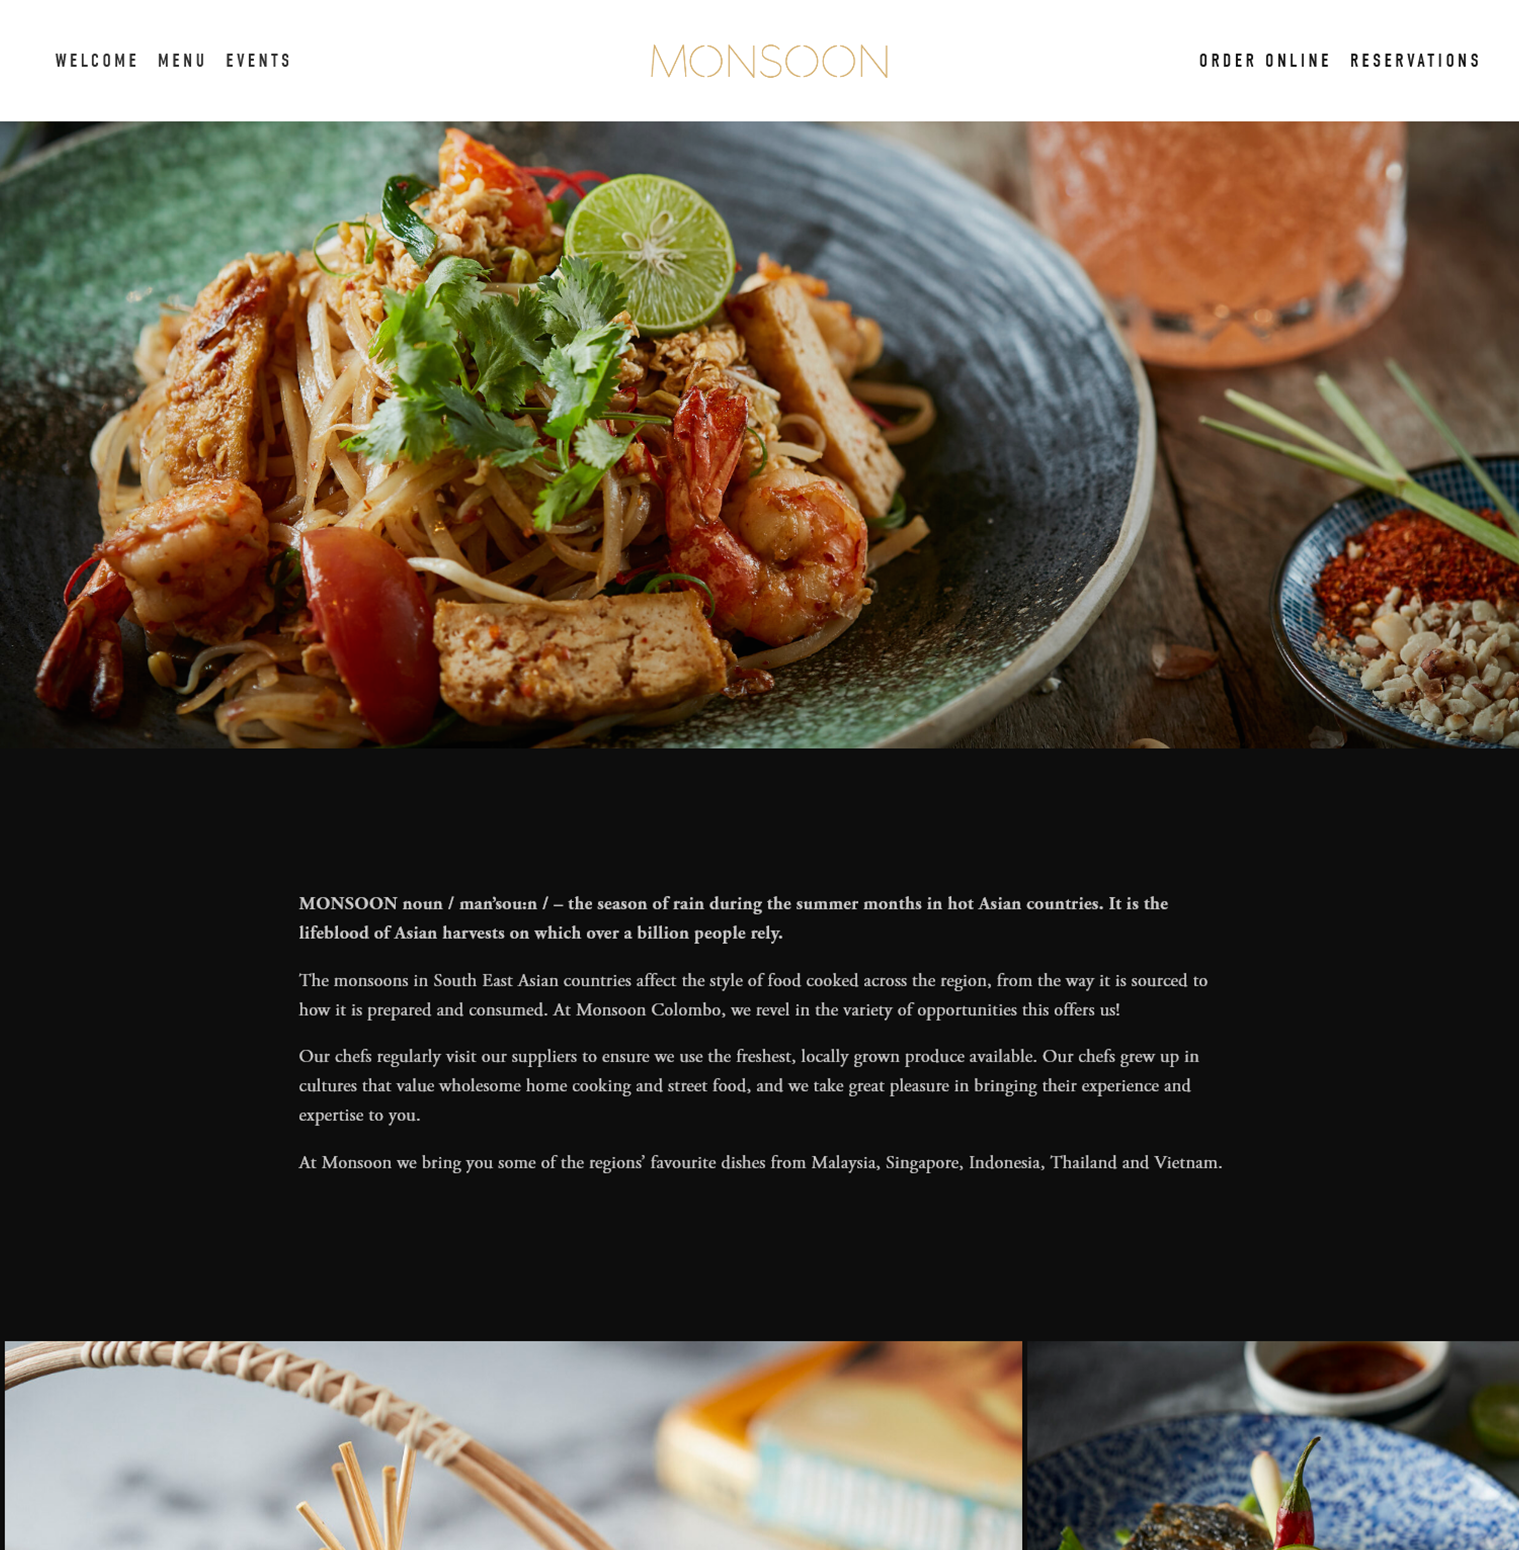 WELCOME MENU EVENTS
MONSOON
ORDER ONLINE RESERVATIONS
MONSOON noun / man’sou:n / – the season of rain during the summer months in hot Asian countries. It is the
lifeblood of Asian harvests on which over a billion people rely.
The monsoons in South East Asian countries affect the style of food cooked across the region, from the way it is sourced to
how it is prepared and consumed. At Monsoon Colombo, we revel in the variety of opportunities this offers us!
Our chefs regularly visit our suppliers to ensure we use the freshest, locally grown produce available. Our chefs grew up in
cultures that value wholesome home cooking and street food, and we take great pleasure in bringing their experience and
expertise to you.
At Monsoon we bring you some of the regions’ favourite dishes from Malaysia, Singapore, Indonesia, Thailand and Vietnam.